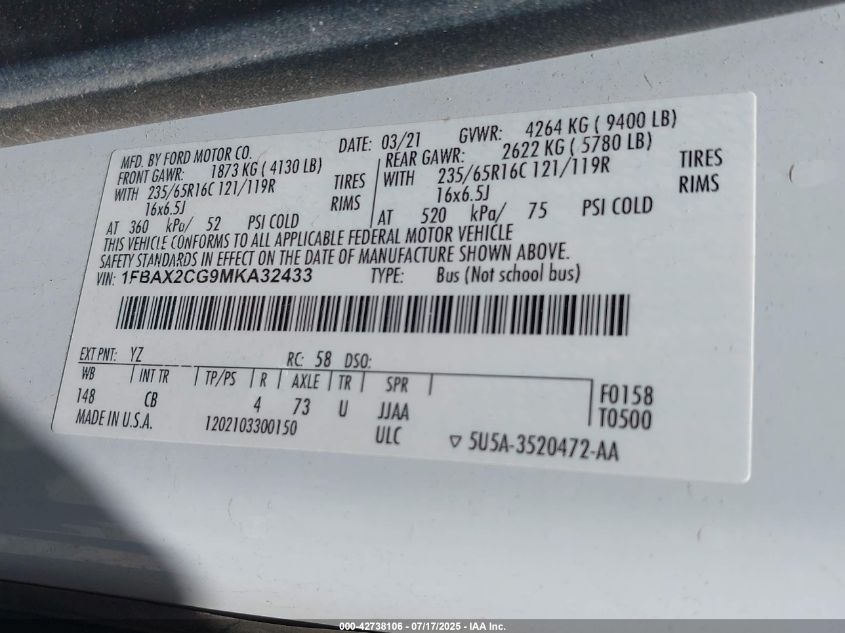 MFD. BY FORD MOTOR CO. DATE: 03/21 GVWR: 4264 KG ( 9400 LB)
FRONT GAWR: 1873 KG ( 4130 LB) REAR GAWR: 2622 KG ( 5780 LB)
WITH 235/65R16C 121/119R TIRES WITH 235/65R16C 121/119R TIRES
16x6.5J RIMS 16x6.5J RIMS
AT 360 kPa/ 52 PSI COLD AT 520 kPa/ 75 PSI COLD
THIS VEHICLE CONFORMS TO ALL APPLICABLE FEDERAL MOTOR VEHICLE
SAFETY STANDARDS IN EFFECT ON THE DATE OF MANUFACTURE SHOWN ABOVE.
VIN: 1FBAX2CG9MKA32433 TYPE: Bus (Not school bus)
EXT PNT: YZ RC: 58 DSO:
WB INT TR TP/PS R AXLE TR SPR
148 CB 4 73 U JJAA F0158
MADE IN U.S.A. 1202103300150 ULC T0500
5U5A-3520472-AA
000-42738106 - 07/17/2025 - IAA Inc.